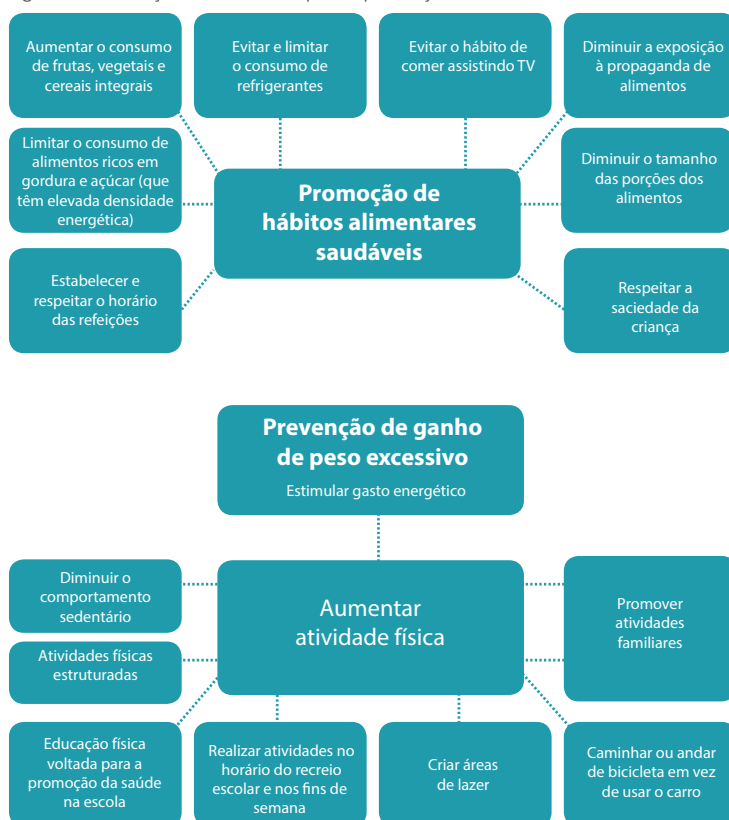 Aumentar o consumo
de frutas, vegetais e
cereais integrais
Evitar e limitar
o consumo de
refrigerantes
Evitar o hábito de
comer assistindo TV
Diminuir a exposição
à propaganda de
alimentos
Limitar o consumo de
alimentos ricos em
gordura e açúcar (que
têm elevada densidade
energética)
Promoção de
hábitos alimentares
saudáveis
Diminuir o tamanho
das porções dos
alimentos
Estabelecer e
respeitar o horário
das refeições
Respeitar a
saciedade da
criança
Prevenção de ganho
de peso excessivo
Estimular gasto energético
Diminuir o
comportamento
sedentário
Aumentar
atividade física
Promover
atividades
familiares
Atividades físicas
estruturadas
Educação física
voltada para a
promoção da saúde
na escola
Realizar atividades no
horário do recreio
escolar e nos fins de
semana
Criar áreas
de lazer
Caminhar ou andar
de bicicleta em vez
de usar o carro